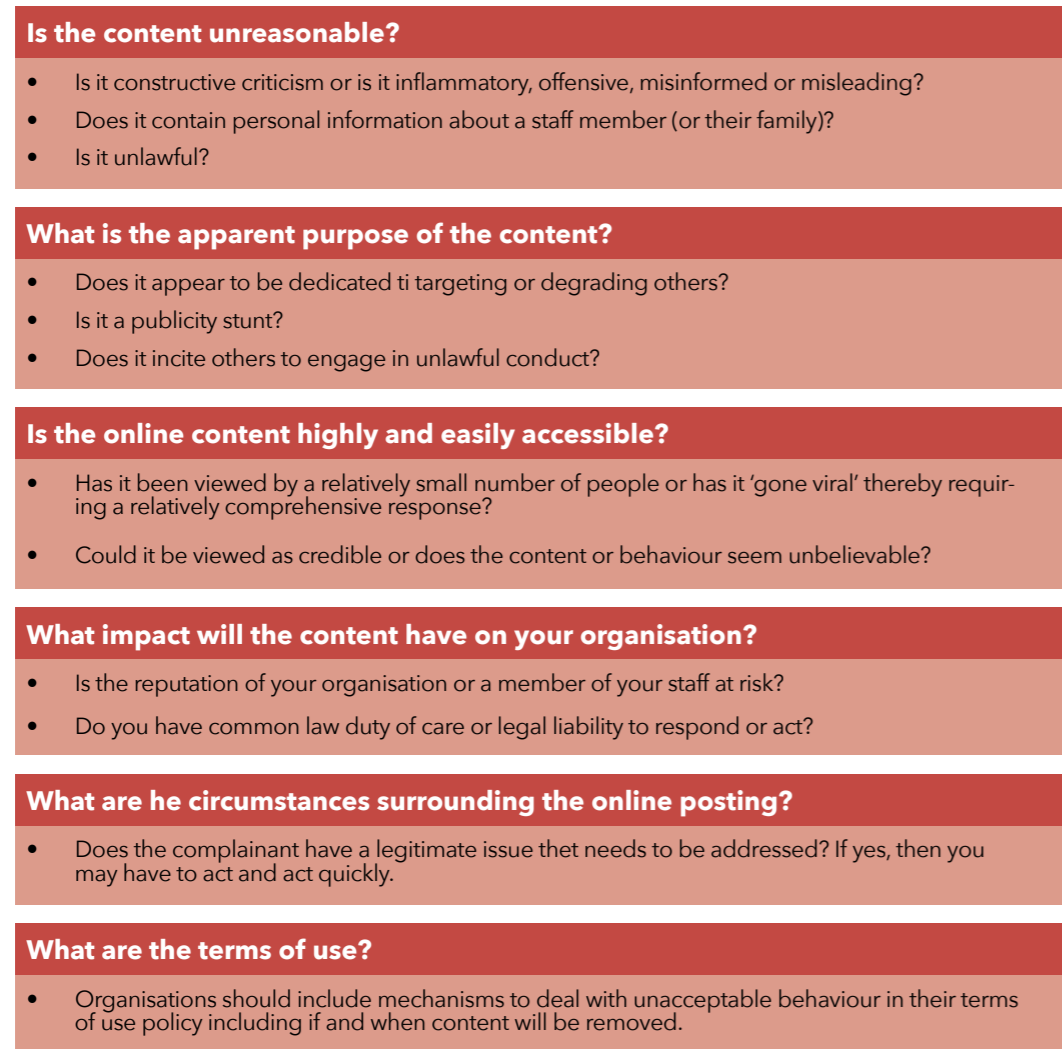 Is the content unreasonable?
• Is it constructive criticism or is it inflammatory, offensive, misinformed or misleading?
• Does it contain personal information about a staff member (or their family)?
• Is it unlawful?
What is the apparent purpose of the content?
• Does it appear to be dedicated ti targeting or degrading others?
• Is it a publicity stunt?
• Does it incite others to engage in unlawful conduct?
Is the online content highly and easily accessible?
• Has it been viewed by a relatively small number of people or has it ‘gone viral’ thereby requir-
ing a relatively comprehensive response?
• Could it be viewed as credible or does the content or behaviour seem unbelievable?
What impact will the content have on your organisation?
• Is the reputation of your organisation or a member of your staff at risk?
• Do you have common law duty of care or legal liability to respond or act?
What are he circumstances surrounding the online posting?
• Does the complainant have a legitimate issue thet needs to be addressed? If yes, then you
may have to act and act quickly.
What are the terms of use?
• Organisations should include mechanisms to deal with unacceptable behaviour in their terms
of use policy including if and when content will be removed.